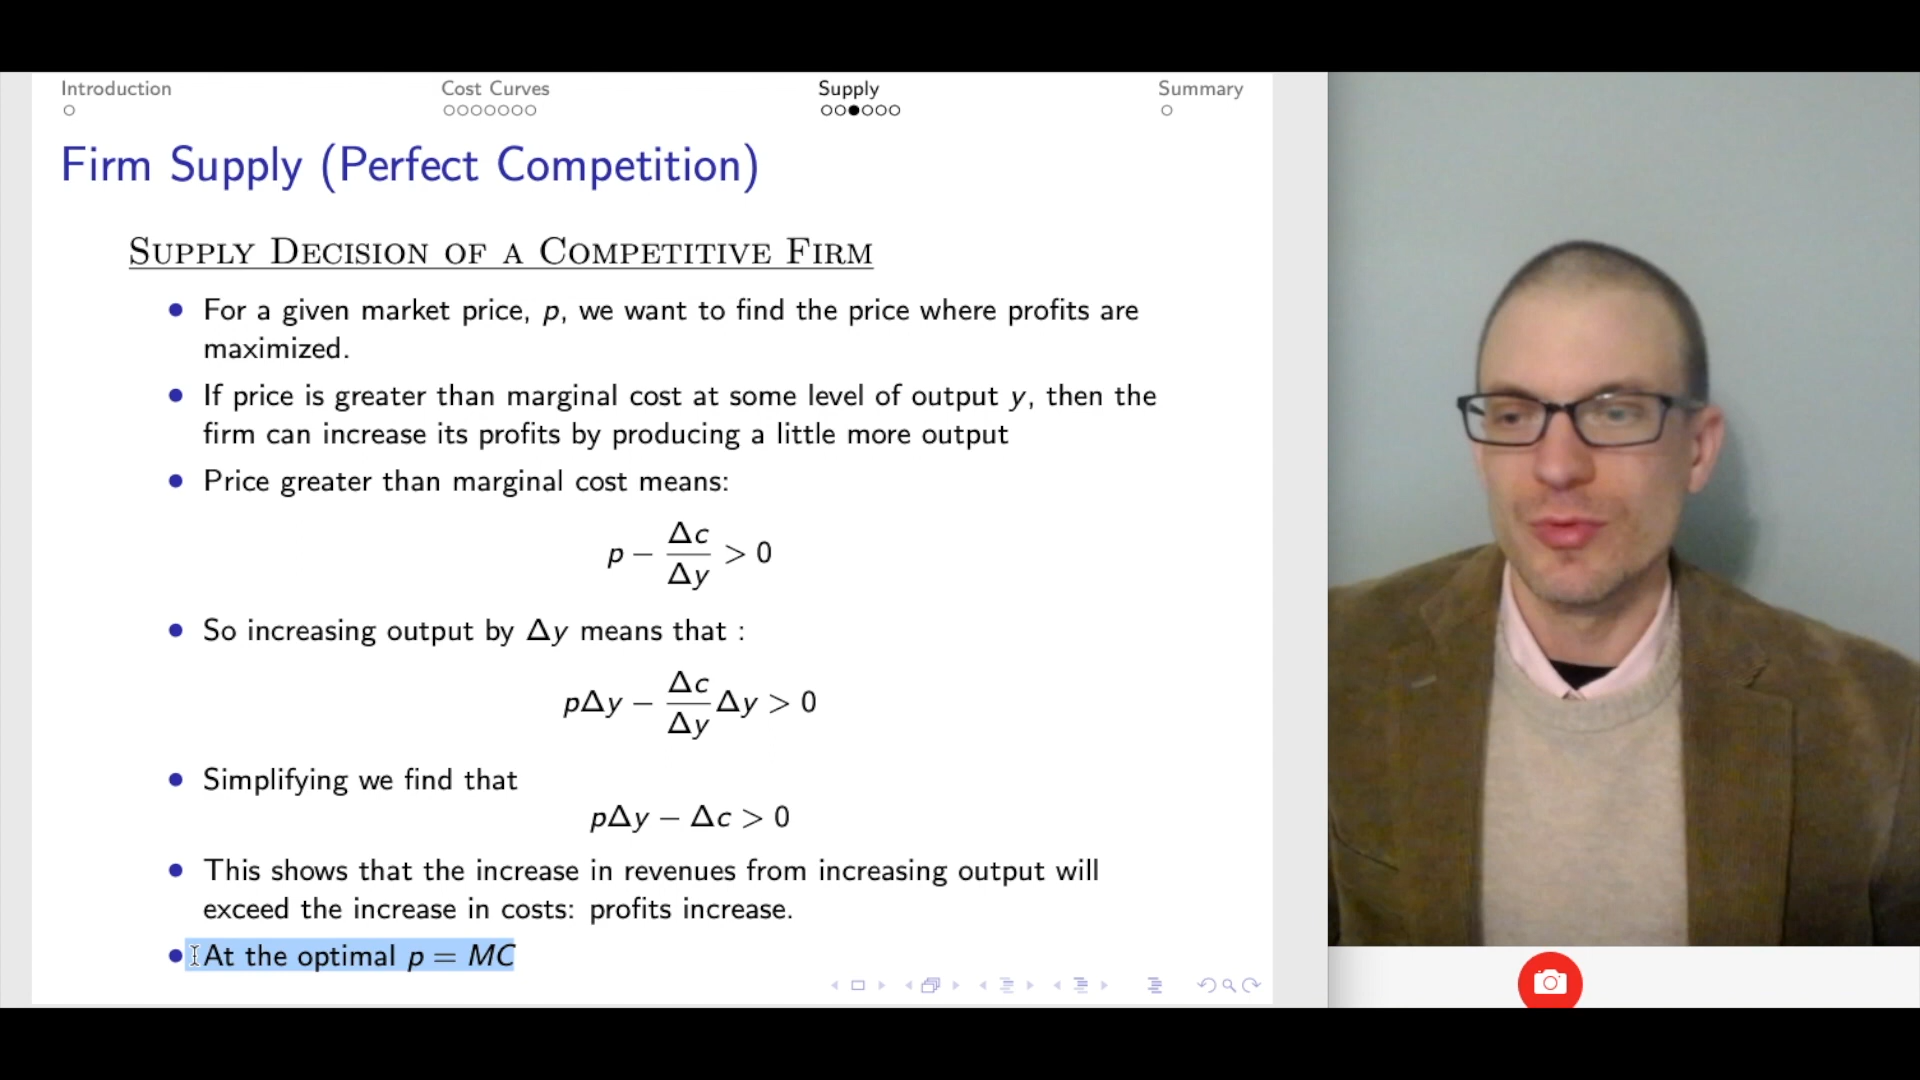 Introduction Cost Curves Supply Summary
Firm Supply (Perfect Competition)
Supply Decision of a Competitive Firm
For a given market price, p, we want to find the price where profits are
maximized.
If price is greater than marginal cost at some level of output y, then the
firm can increase its profits by producing a little more output
Price greater than marginal cost means:
p − Δc/Δy > 0
So increasing output by Δy means that :
pΔy − Δc/Δy Δy > 0
Simplifying we find that
pΔy − Δc > 0
This shows that the increase in revenues from increasing output will
exceed the increase in costs: profits increase.
At the optimal p = MC